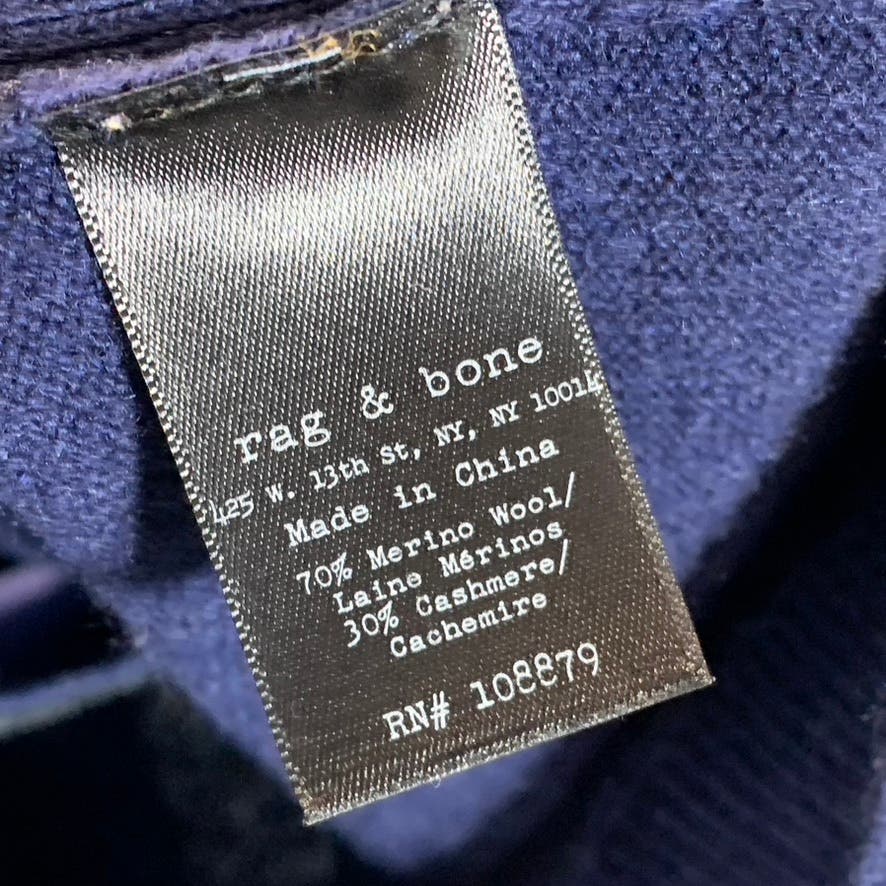 rag & bone
425 W. 13th St, NY, NY 10014
Made in China
70% Merino Wool/
Laine Mérinos
30% Cashmere/
Cachemire
RN# 108879